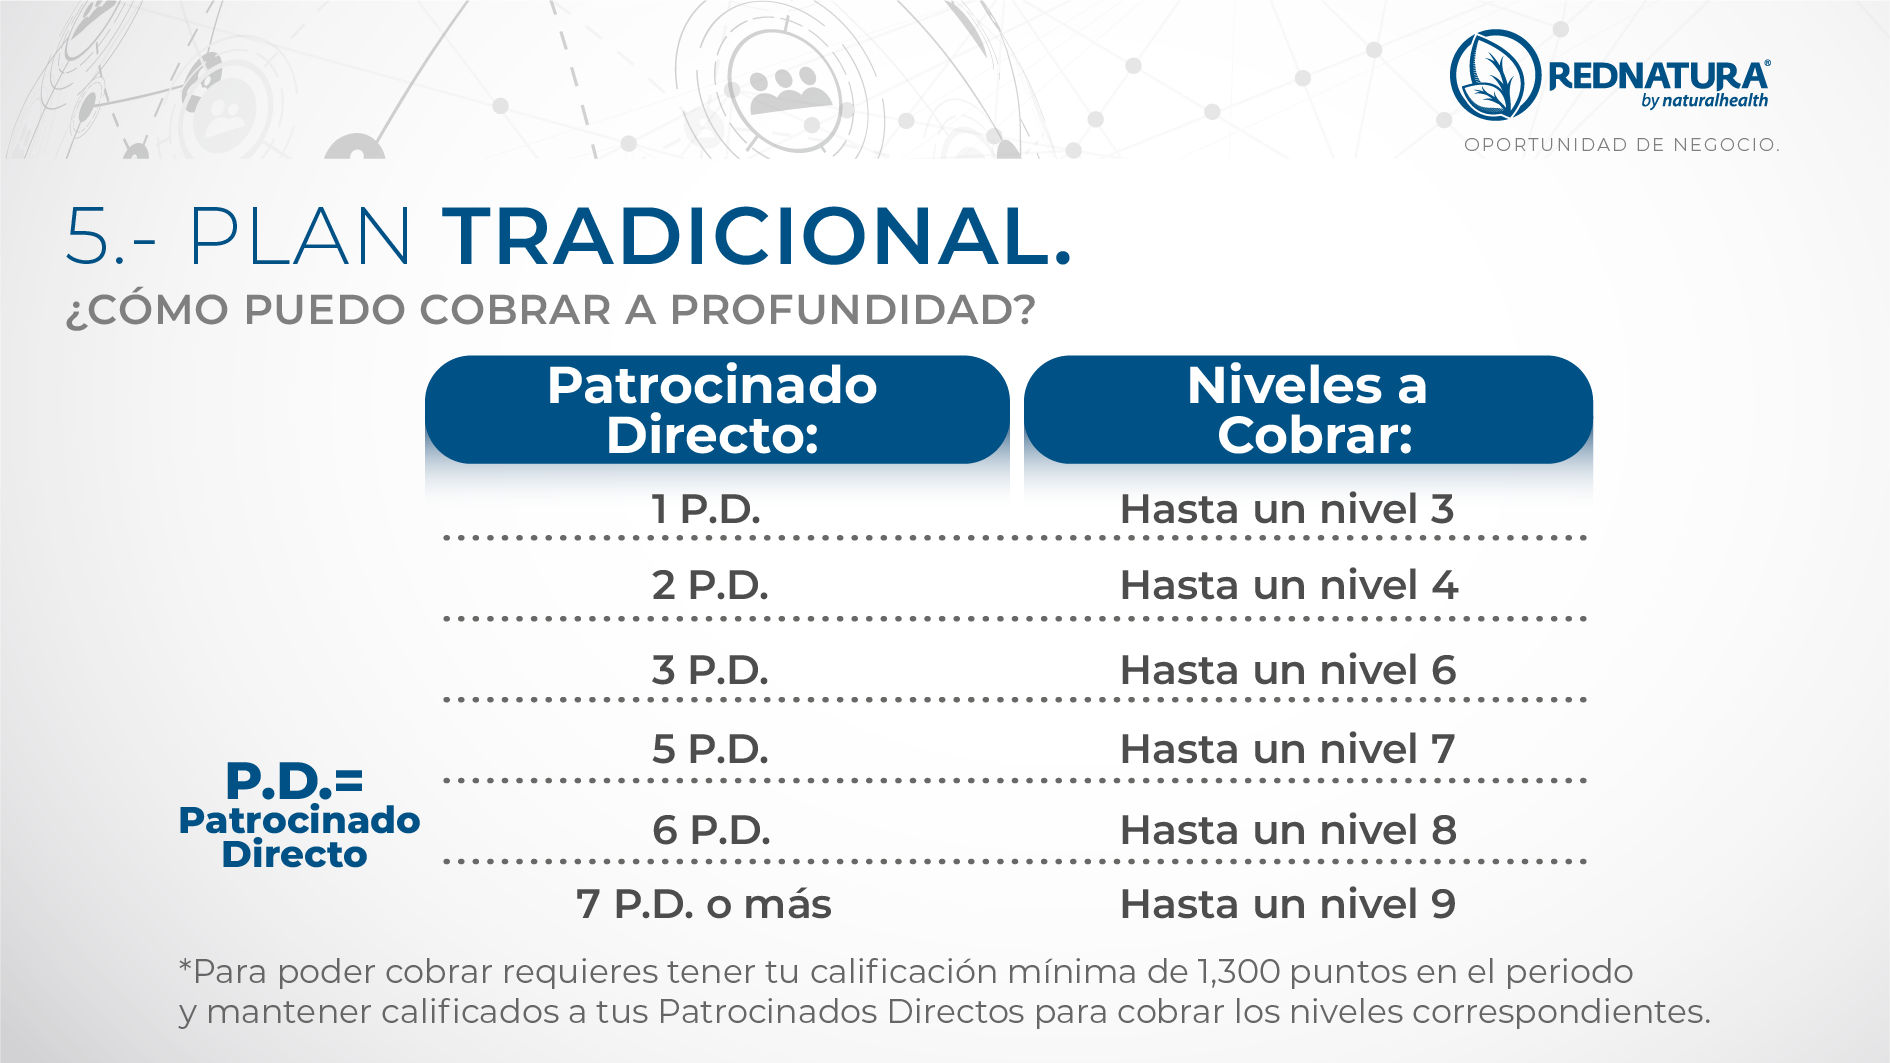 REDNATURA®
by naturalhealth
OPORTUNIDAD DE NEGOCIO.
5.- PLAN TRADICIONAL.
¿CÓMO PUEDO COBRAR A PROFUNDIDAD?
Patrocinado Directo:
Niveles a Cobrar:
1 P.D. Hasta un nivel 3
2 P.D. Hasta un nivel 4
3 P.D. Hasta un nivel 6
5 P.D. Hasta un nivel 7
6 P.D. Hasta un nivel 8
7 P.D. o más Hasta un nivel 9
P.D.=
Patrocinado
Directo
*Para poder cobrar requieres tener tu calificación mínima de 1,300 puntos en el periodo
y mantener calificados a tus Patrocinados Directos para cobrar los niveles correspondientes.